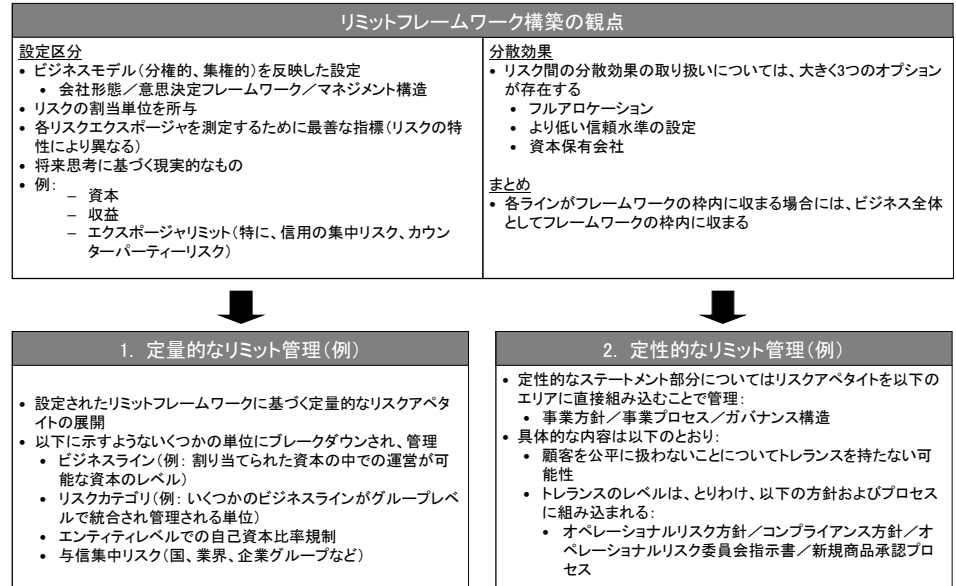 リミットフレームワーク構築の観点
設定区分
• ビジネスモデル（分権的、集権的）を反映した設定
• 会社形態／意思決定フレームワーク／マネジメント構造
• リスクの割当単位を所与
• 各リスクエクスポージャを測定するために最善な指標（リスクの特
性により異なる）
• 将来思考に基づく現実的なもの
• 例：
– 資本
– 収益
– エクスポージャリミット（特に、信用の集中リスク、カウン
ターパーティーリスク）
分散効果
• リスク間の分散効果の取り扱いについては、大きく3つのオプション
が存在する
• フルアロケーション
• より低い信頼水準の設定
• 資本保有会社
まとめ
• 各ラインがフレームワークの枠内に収まる場合には、ビジネス全体
としてフレームワークの枠内に収まる
1. 定量的なリミット管理（例）
• 設定されたリミットフレームワークに基づく定量的なリスクアペタ
イトの展開
• 以下に示すようないくつかの単位にブレークダウンされ、管理
• ビジネスライン（例： 割り当てられた資本の中での運営が可
能な資本のレベル）
• リスクカテゴリ（例： いくつかのビジネスラインがグループレベ
ルで統合され管理される単位）
• エンティティレベルでの自己資本比率規制
• 与信集中リスク（国、業界、企業グループなど）
2. 定性的なリミット管理（例）
• 定性的なステートメント部分についてはリスクアペタイトを以下の
エリアに直接組み込むことで管理：
• 事業方針／事業プロセス／ガバナンス構造
• 具体的な内容は以下のとおり：
• 顧客を公平に扱わないことについてトレランスを持たない可
能性
• トレランスのレベルは、とりわけ、以下の方針およびプロセス
に組み込まれる：
• オペレーショナルリスク方針／コンプライアンス方針／オ
ペレーショナルリスク委員会指示書／新規商品承認プロ
セス